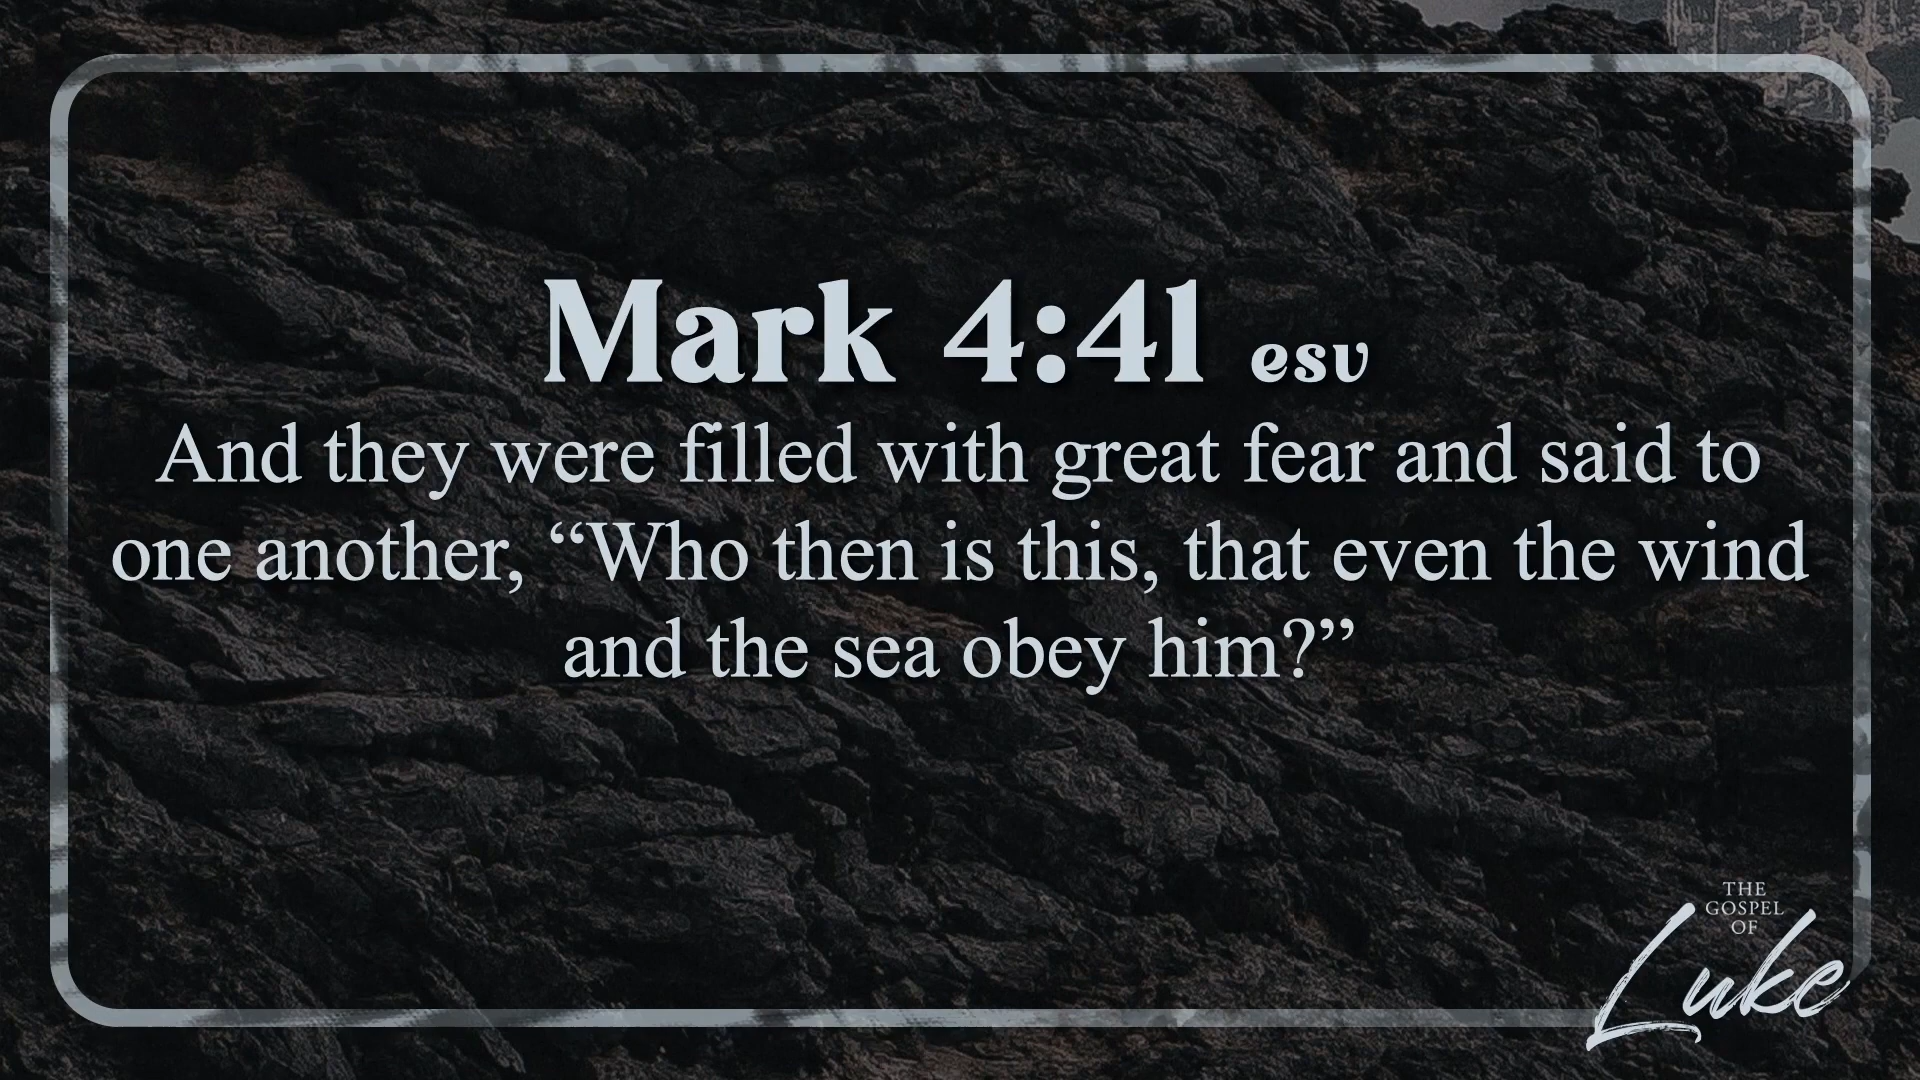 Mark 4:41 esv
And they were filled with great fear and said to
one another, “Who then is this, that even the wind
and the sea obey him?”
THE
GOSPEL
OF
Luke